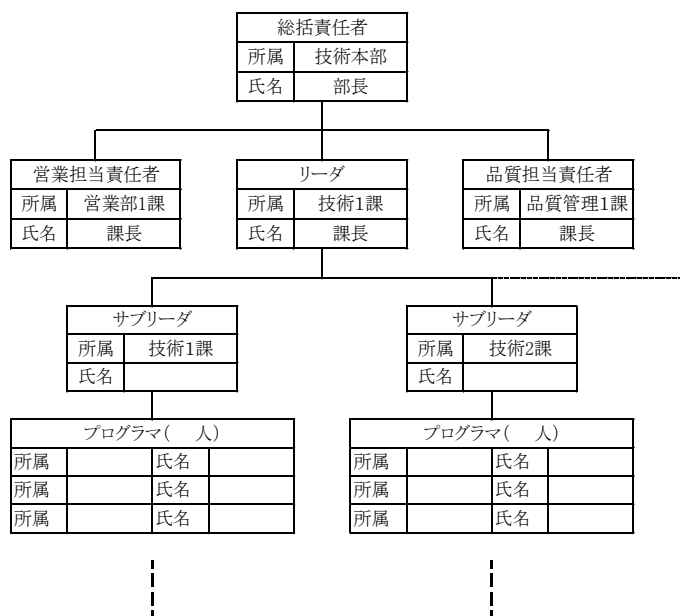 総括責任者
所属 技術本部
氏名 部長
営業担当責任者 リーダ 品質担当責任者
所属 営業部1課 所属 技術1課 所属 品質管理1課
氏名 課長 氏名 課長 氏名 課長
サブリーダ サブリーダ
所属 技術1課 所属 技術2課
氏名 氏名
プログラマ( 人) プログラマ( 人)
所属 氏名 所属 氏名
所属 氏名 所属 氏名
所属 氏名 所属 氏名